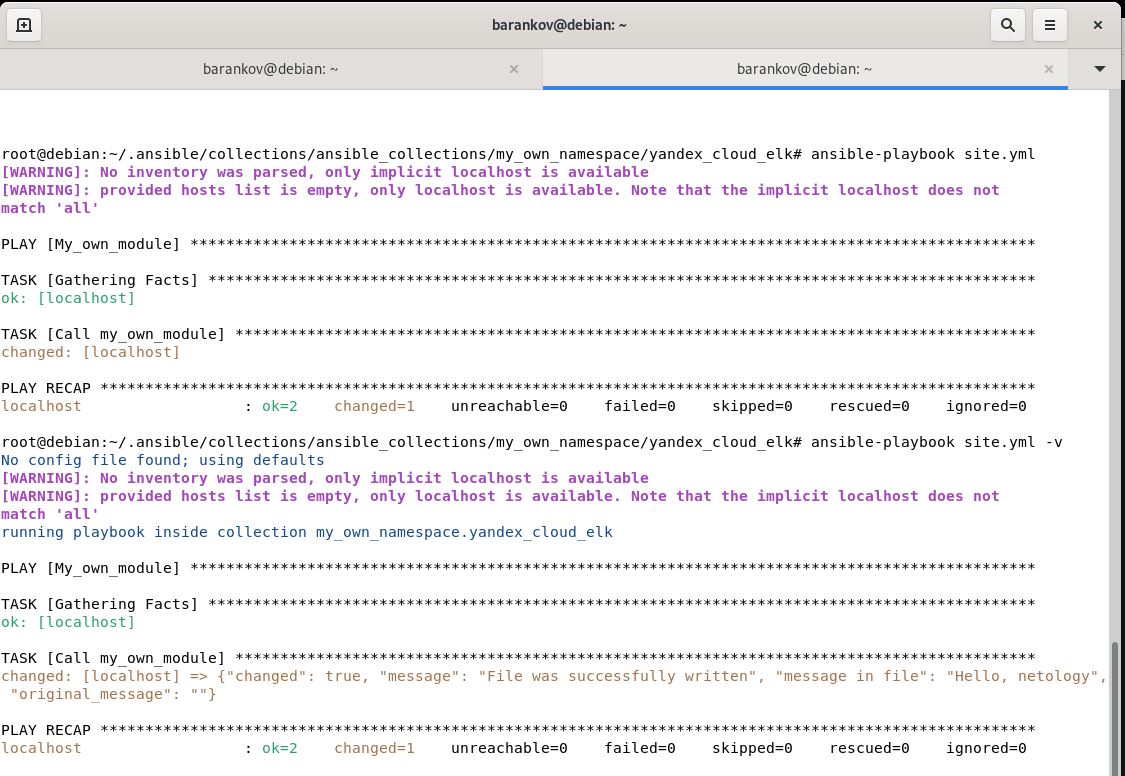 barankov@debian: ~
barankov@debian: ~
barankov@debian: ~
root@debian:~/.ansible/collections/ansible_collections/my_own_namespace/yandex_cloud_elk# ansible-playbook site.yml
[WARNING]: No inventory was parsed, only implicit localhost is available
[WARNING]: provided hosts list is empty, only localhost is available. Note that the implicit localhost does not
match 'all'
PLAY [My_own_module] **********************************************************************************************
TASK [Gathering Facts] ********************************************************************************************
ok: [localhost]
TASK [Call my_own_module] *****************************************************************************************
changed: [localhost]
PLAY RECAP ********************************************************************************************************
localhost                  : ok=2    changed=1    unreachable=0    failed=0    skipped=0    rescued=0    ignored=0
root@debian:~/.ansible/collections/ansible_collections/my_own_namespace/yandex_cloud_elk# ansible-playbook site.yml -v
No config file found; using defaults
[WARNING]: No inventory was parsed, only implicit localhost is available
[WARNING]: provided hosts list is empty, only localhost is available. Note that the implicit localhost does not
match 'all'
running playbook inside collection my_own_namespace.yandex_cloud_elk
PLAY [My_own_module] **********************************************************************************************
TASK [Gathering Facts] ********************************************************************************************
ok: [localhost]
TASK [Call my_own_module] *****************************************************************************************
changed: [localhost] => {"changed": true, "message": "File was successfully written", "message in file": "Hello, netology",
 "original_message": ""}
PLAY RECAP ********************************************************************************************************
localhost                  : ok=2    changed=1    unreachable=0    failed=0    skipped=0    rescued=0    ignored=0